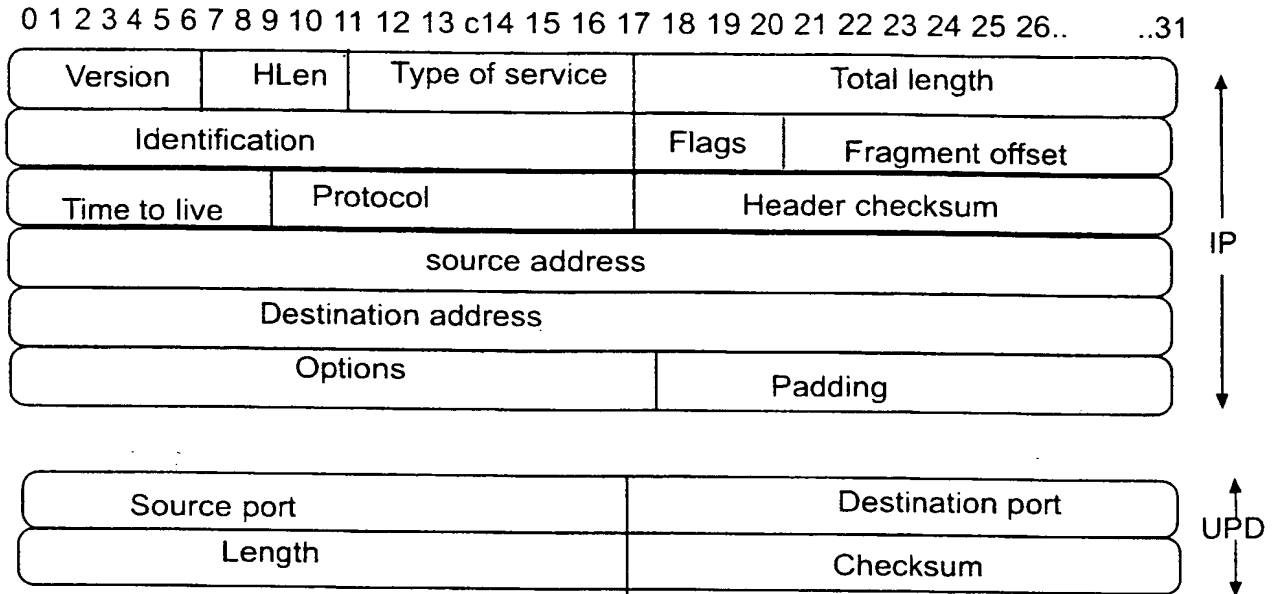 0 1 2 3 4 5 6 7 8 9 10 11 12 13 c14 15 16 17 18 19 20 21 22 23 24 25 26.. ..31
Version HLen Type of service Total length
Identification Flags Fragment offset
Time to live Protocol Header checksum
IP
source address
Destination address
Options Padding
Source port Destination port
UPD
Length Checksum